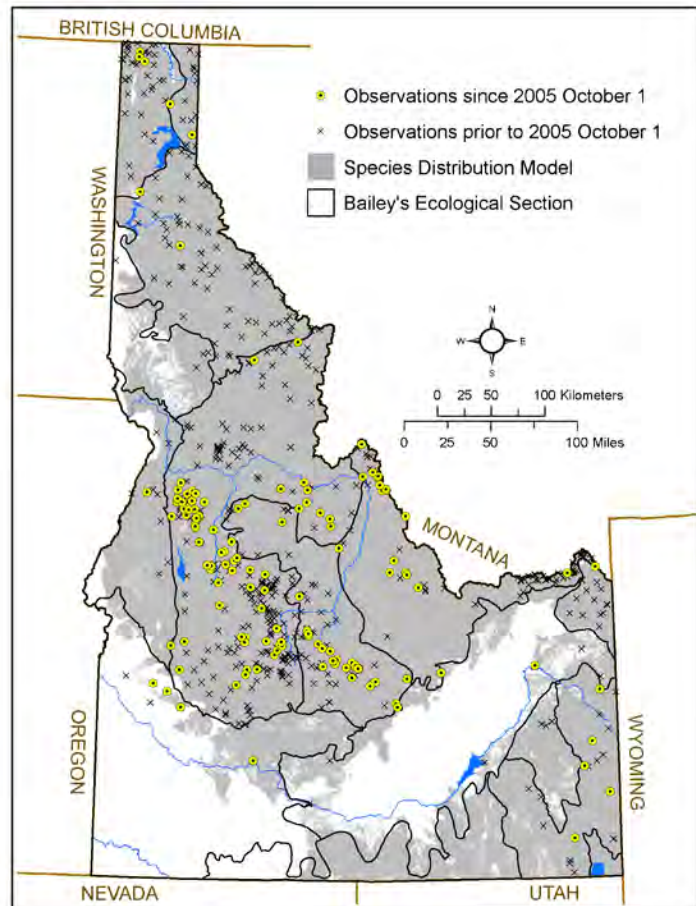 BRITISH COLUMBIA
Observations since 2005 October 1
Observations prior to 2005 October 1
Species Distribution Model
Bailey's Ecological Section
WASHINGTON
N
W E
S
0 25 50 100 Kilometers
0 25 50 100 Miles
MONTANA
OREGON
WYOMING
NEVADA UTAH